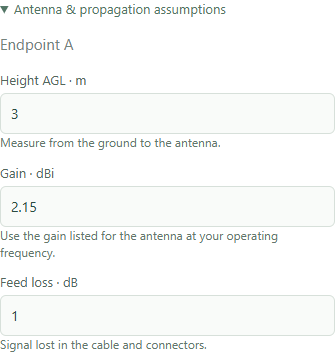 ▼ Antenna & propagation assumptions
Endpoint A
Height AGL · m
3
Measure from the ground to the antenna.
Gain · dBi
2.15
Use the gain listed for the antenna at your operating
frequency.
Feed loss · dB
1
Signal lost in the cable and connectors.